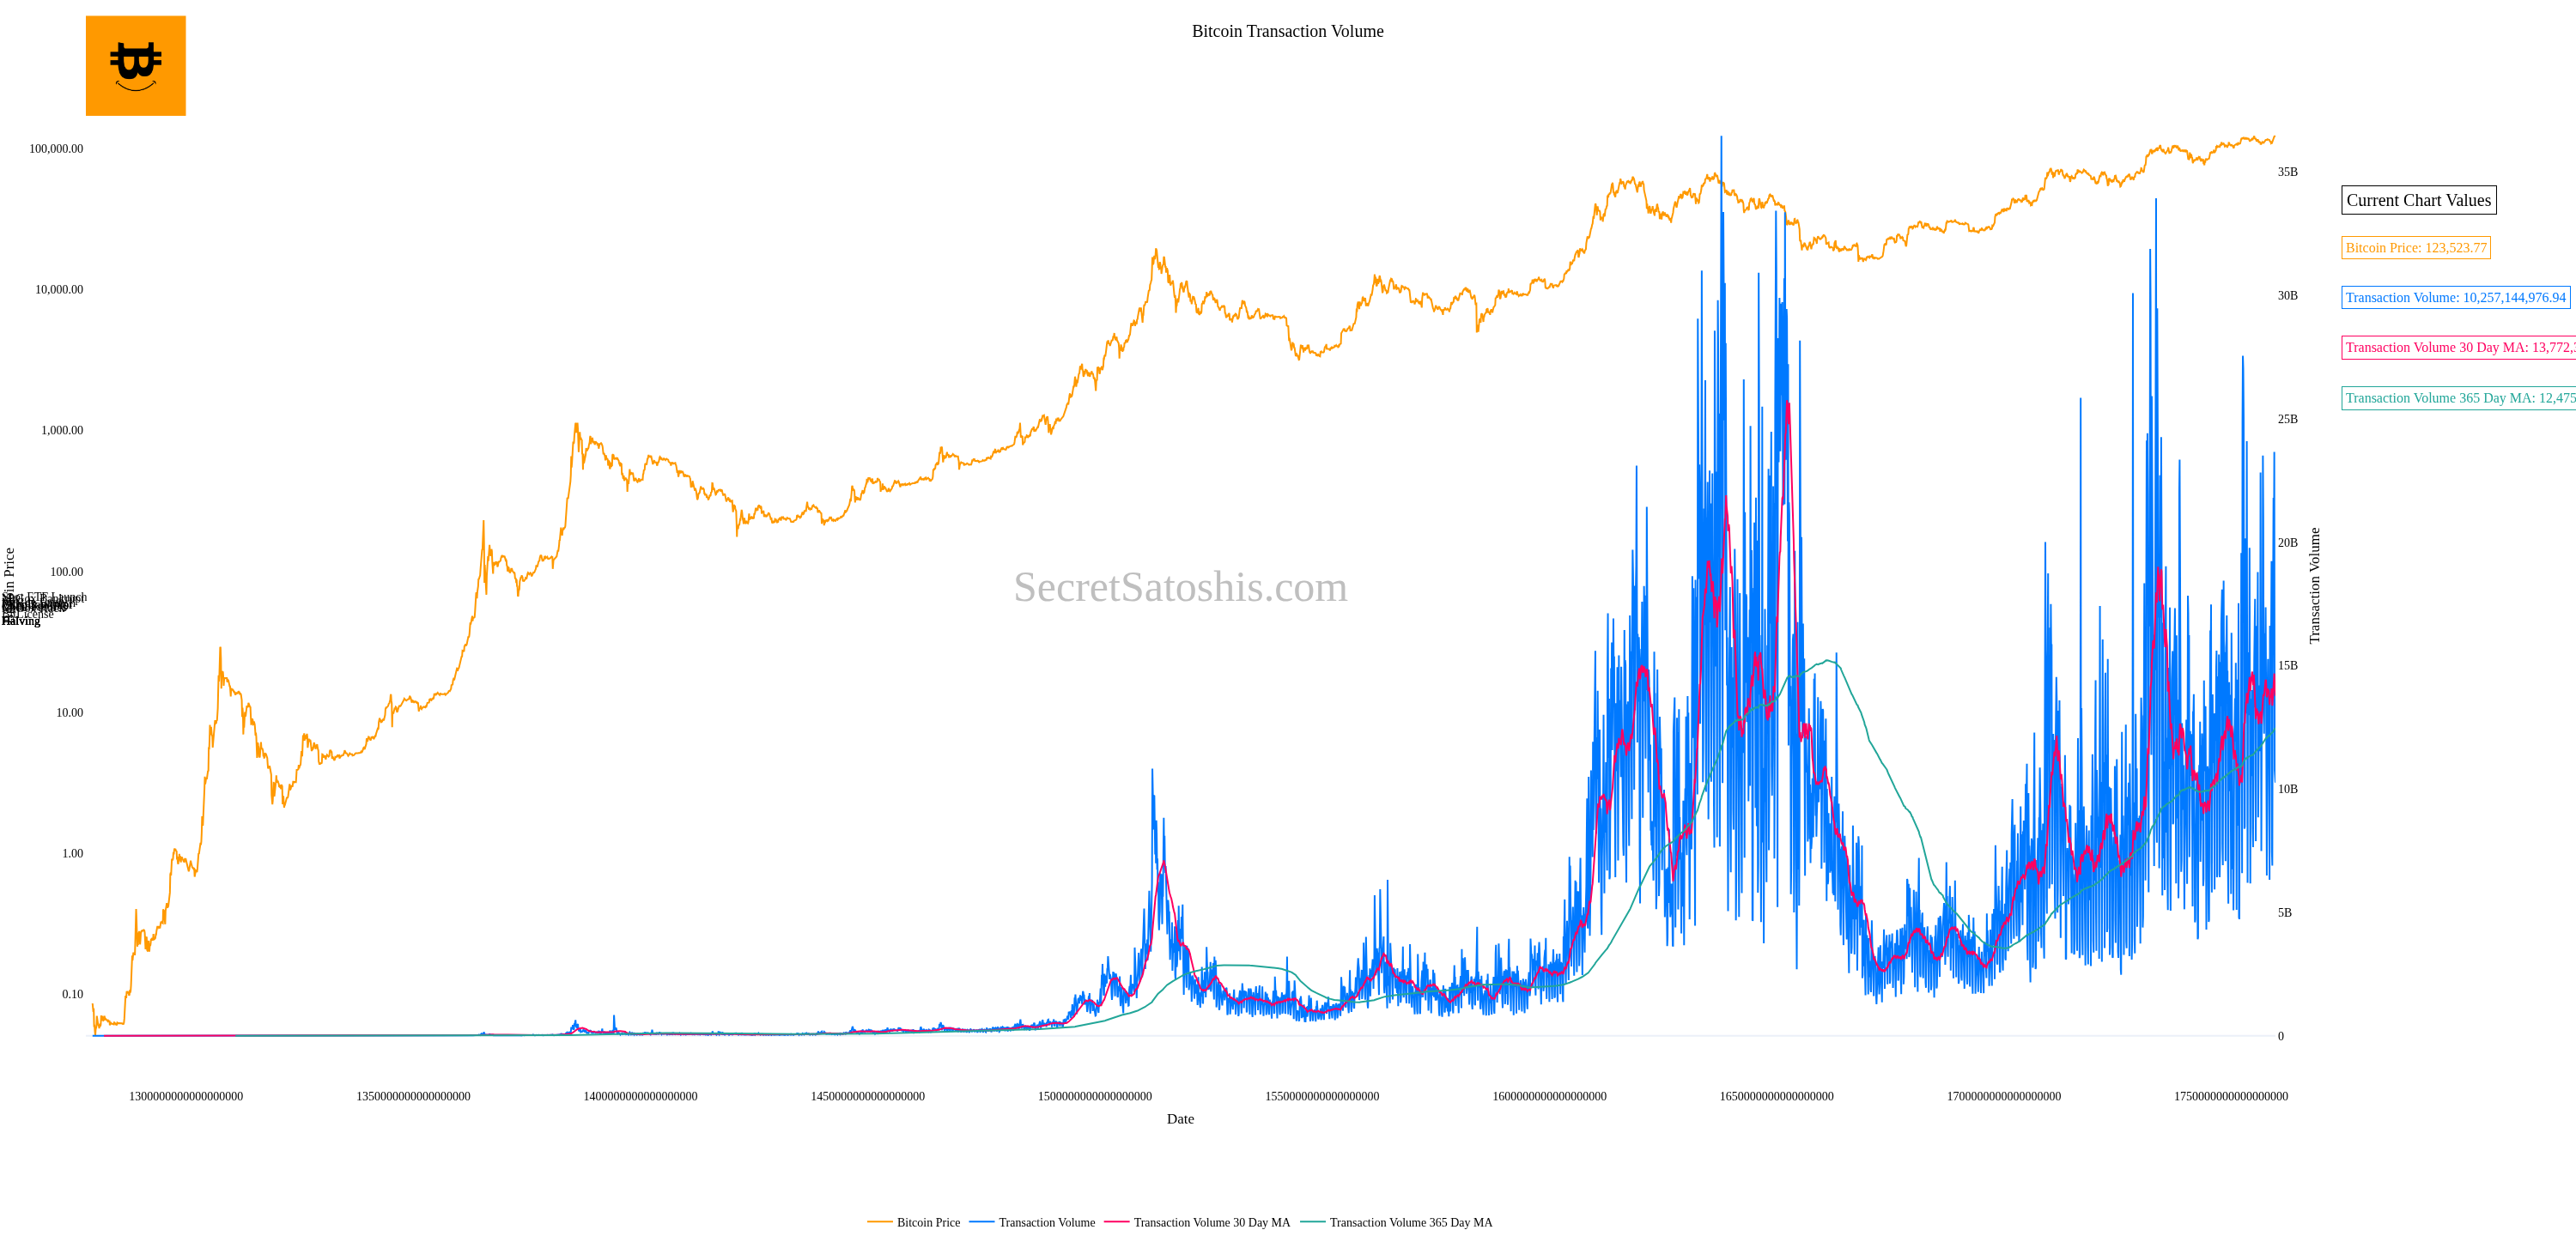 Bitcoin Transaction Volume
100,000.00
10,000.00
1,000.00
100.00
10.00
1.00
0.10
35B
30B
25B
20B
15B
10B
5B
0
Transaction Volume
Current Chart Values
Bitcoin Price: 123,523.77
Transaction Volume: 10,257,144,976.94
Transaction Volume 30 Day MA: 13,772,
Transaction Volume 365 Day MA: 12,475
SecretSatoshis.com
Launch
Halving
1300000000000000000
1350000000000000000
1400000000000000000
1450000000000000000
1500000000000000000
1550000000000000000
1600000000000000000
1650000000000000000
1700000000000000000
1750000000000000000
Date
Bitcoin Price
Transaction Volume
Transaction Volume 30 Day MA
Transaction Volume 365 Day MA